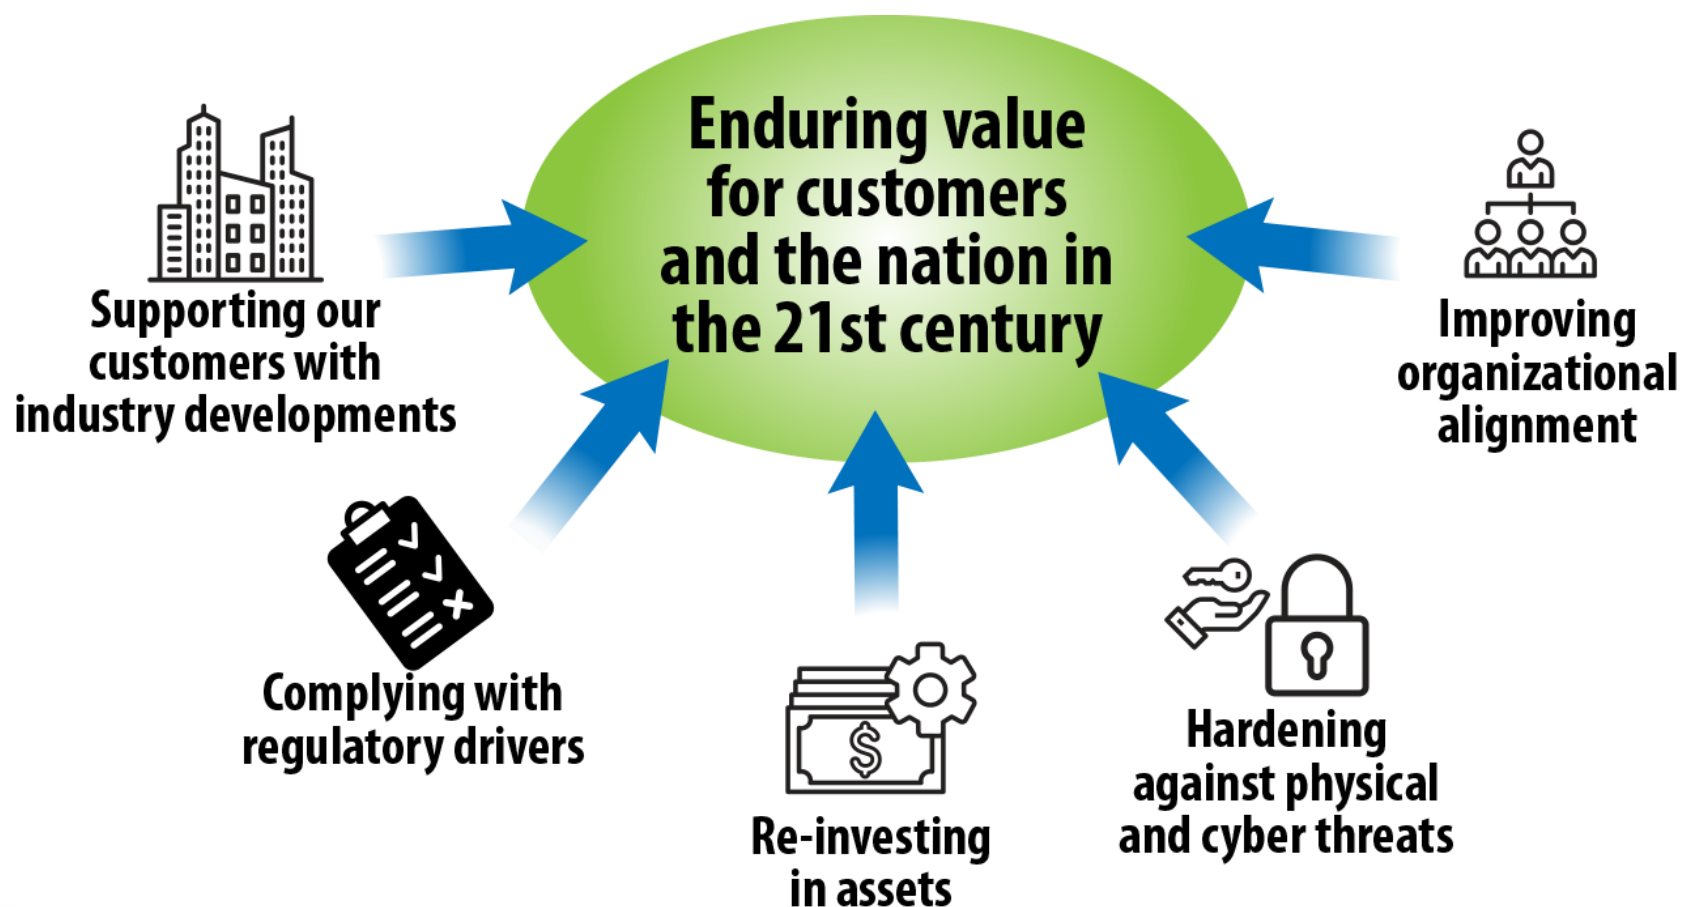 Enduring value
for customers
and the nation in
the 21st century
Supporting our
customers with
industry developments
Complying with
regulatory drivers
$
Re-investing
in assets
Hardening
against physical
and cyber threats
Improving
organizational
alignment